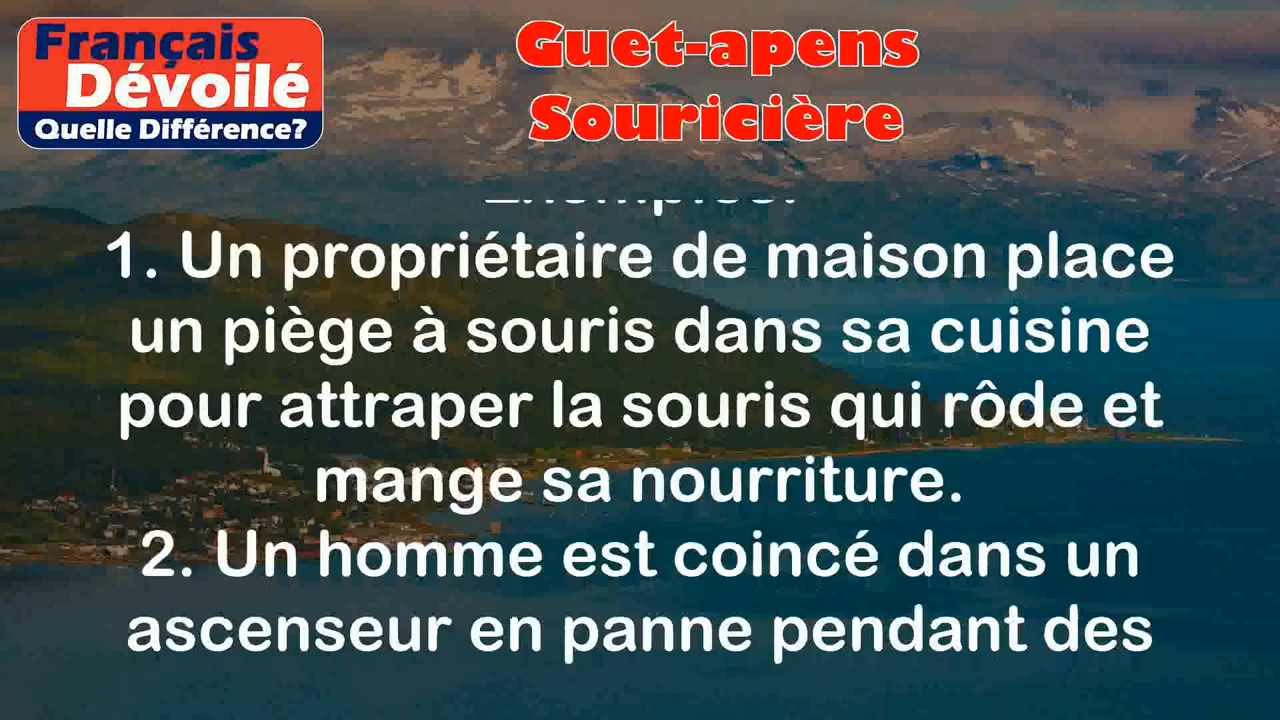 Français
Dévoilé
Quelle Différence?
Guet-apens
Souricière
1. Un propriétaire de maison place
un piège à souris dans sa cuisine
pour attraper la souris qui rôde et
mange sa nourriture.
2. Un homme est coincé dans un
ascenseur en panne pendant des